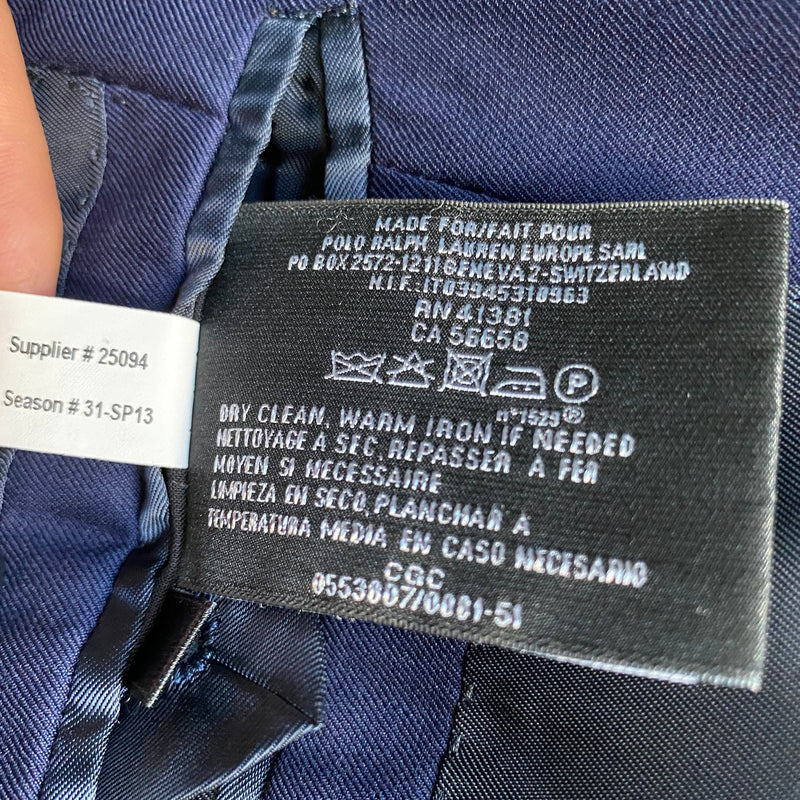 MADE FOR/FAIT POUR
POLO RALPH LAUREN EUROPE SARL
PO BOX 2572-1211 GENEVA 2-SWITZERLAND
N.I.F.: IT09945310963
RN 41381
CA 56656
P
n°1529®
DRY CLEAN. WARM IRON IF NEEDED
NETTOYAGE A SEC, REPASSER A FER
MOYEN SI NECESSAIRE
LIMPIEZA EN SECO, PLANCHAR A
TEMPERATURA MEDIA EN CASO NECESARIO
CGC
0553807/0001-51
Supplier # 25094
Season # 31-SP13